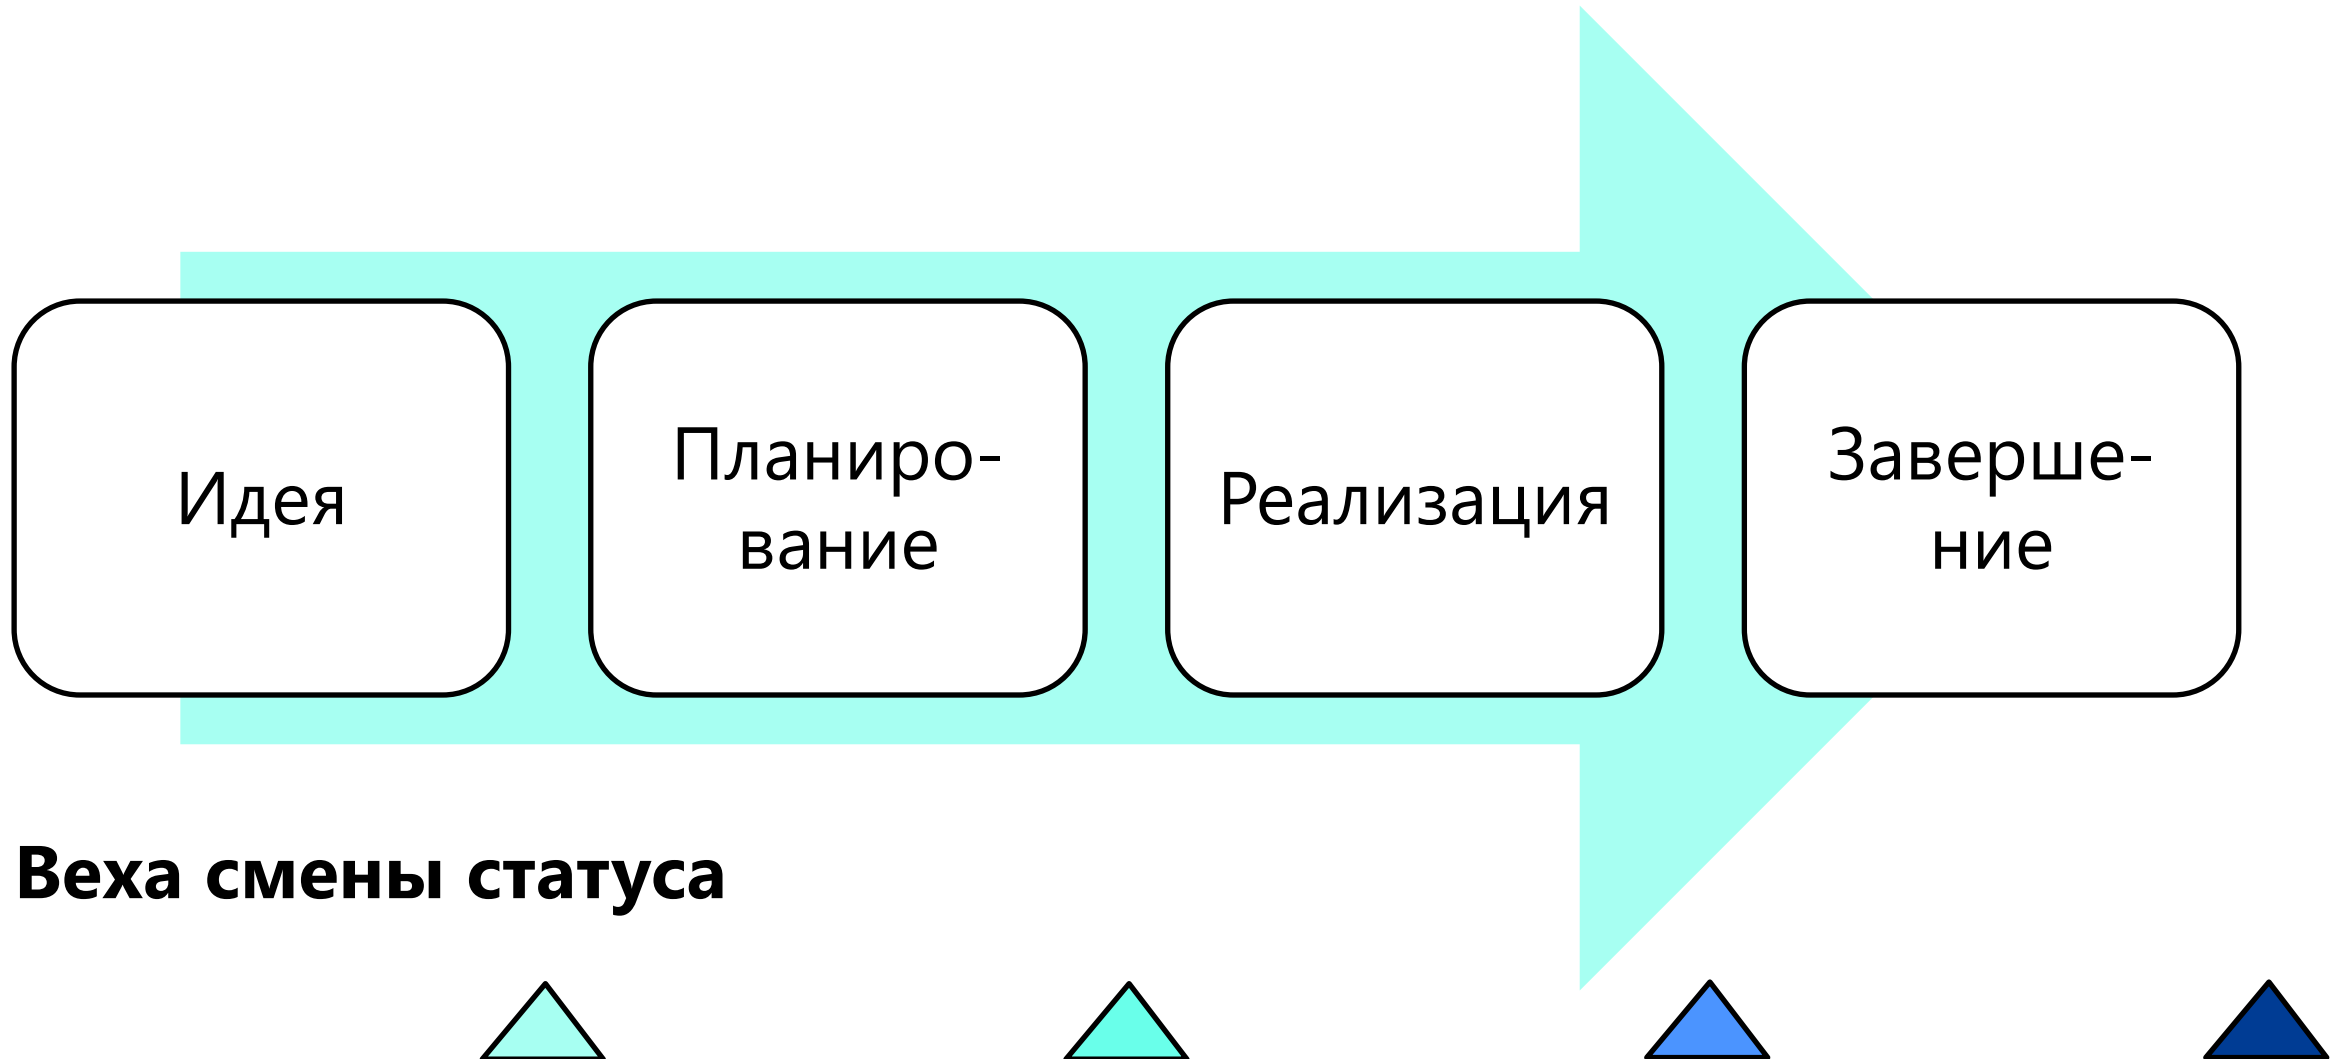 Идея
Планиро-
вание
Реализация
Заверше-
ние
Веха смены статуса